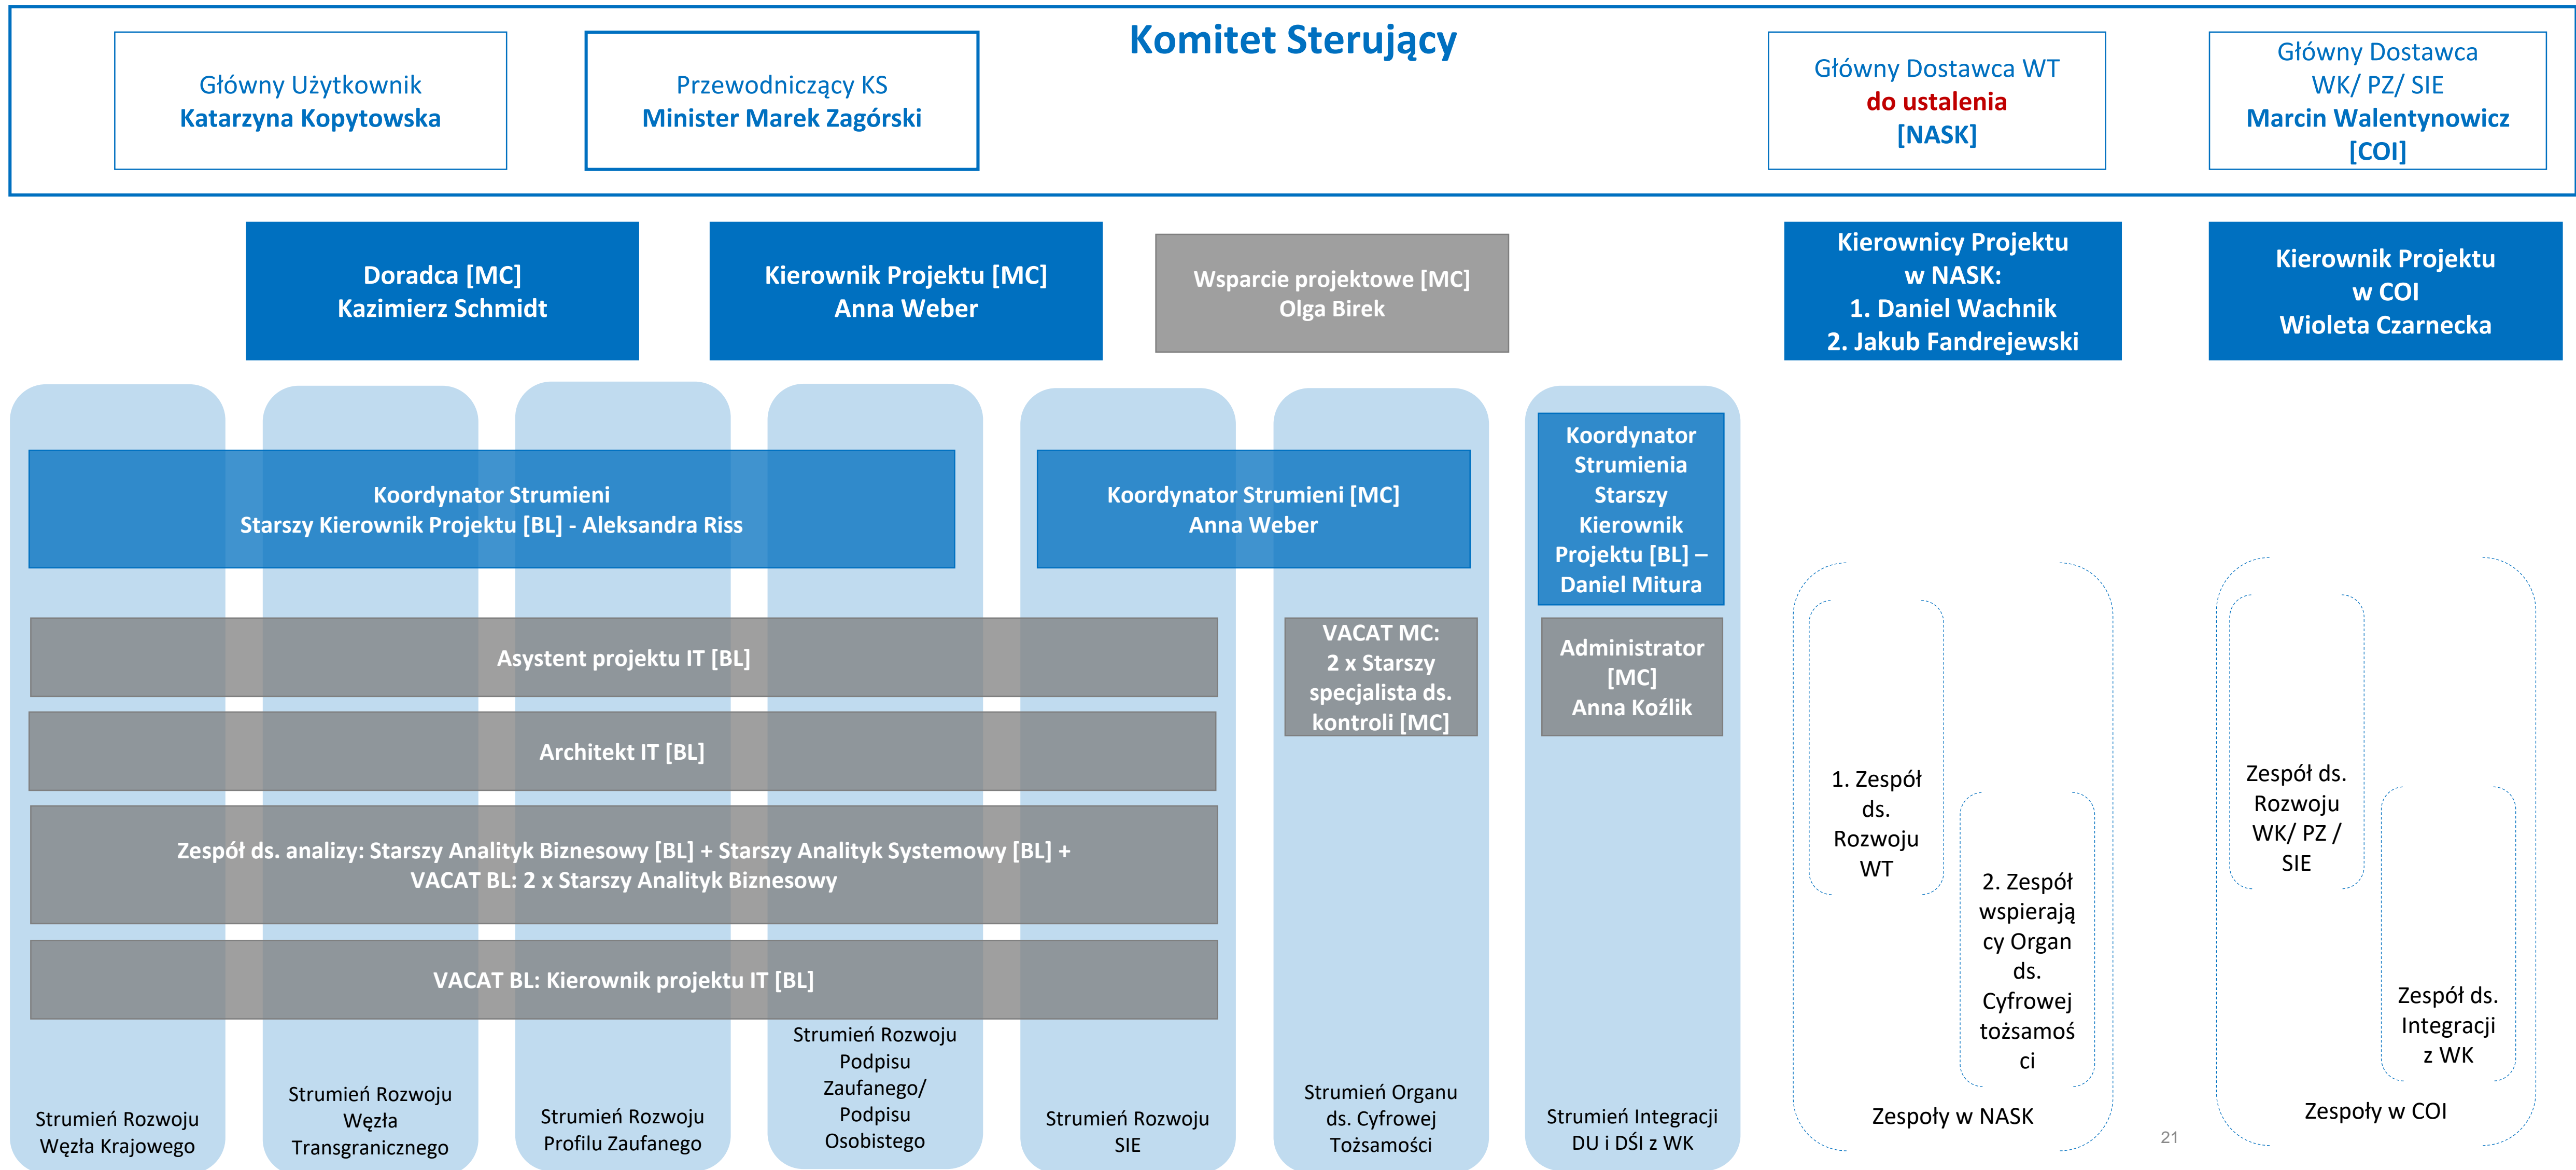 Komitet Sterujący
Główny Użytkownik
Katarzyna Kopytowska
Przewodniczący KS
Minister Marek Zagórski
Główny Dostawca WT
do ustalenia
[NASK]
Główny Dostawca
WK/ PZ/ SIE
Marcin Walentynowicz
[COI]
Doradca [MC]
Kazimierz Schmidt
Kierownik Projektu [MC]
Anna Weber
Wsparcie projektowe [MC]
Olga Birek
Kierownicy Projektu
w NASK:
1. Daniel Wachnik
2. Jakub Fandrejewski
Kierownik Projektu
w COI
Wioleta Czarnecka
Koordynator Strumieni
Starszy Kierownik Projektu [BL] - Aleksandra Riss
Koordynator Strumieni [MC]
Anna Weber
Koordynator
Strumienia
Starszy
Kierownik
Projektu [BL] –
Daniel Mitura
Asystent projektu IT [BL]
VACAT MC:
2 x Starszy
specjalista ds.
kontroli [MC]
Administrator
[MC]
Anna Koźlik
Architekt IT [BL]
Zespół ds. analizy: Starszy Analityk Biznesowy [BL] + Starszy Analityk Systemowy [BL] +
VACAT BL: 2 x Starszy Analityk Biznesowy
VACAT BL: Kierownik projektu IT [BL]
Strumień Rozwoju
Węzła Krajowego
Strumień Rozwoju
Węzła
Transgranicznego
Strumień Rozwoju
Profilu Zaufanego
Strumień Rozwoju
Podpisu
Zaufanego/
Podpisu
Osobistego
Strumień Rozwoju
SIE
Strumień Organu
ds. Cyfrowej
Tożsamości
Strumień Integracji
DU i DŚI z WK
1. Zespół
ds.
Rozwoju
WT
2. Zespół
wspierają
cy Organ
ds.
Cyfrowej
tożsamoś
ci
Zespoły w NASK
Zespół ds.
Rozwoju
WK/ PZ /
SIE
Zespół ds.
Integracji
z WK
Zespoły w COI
21